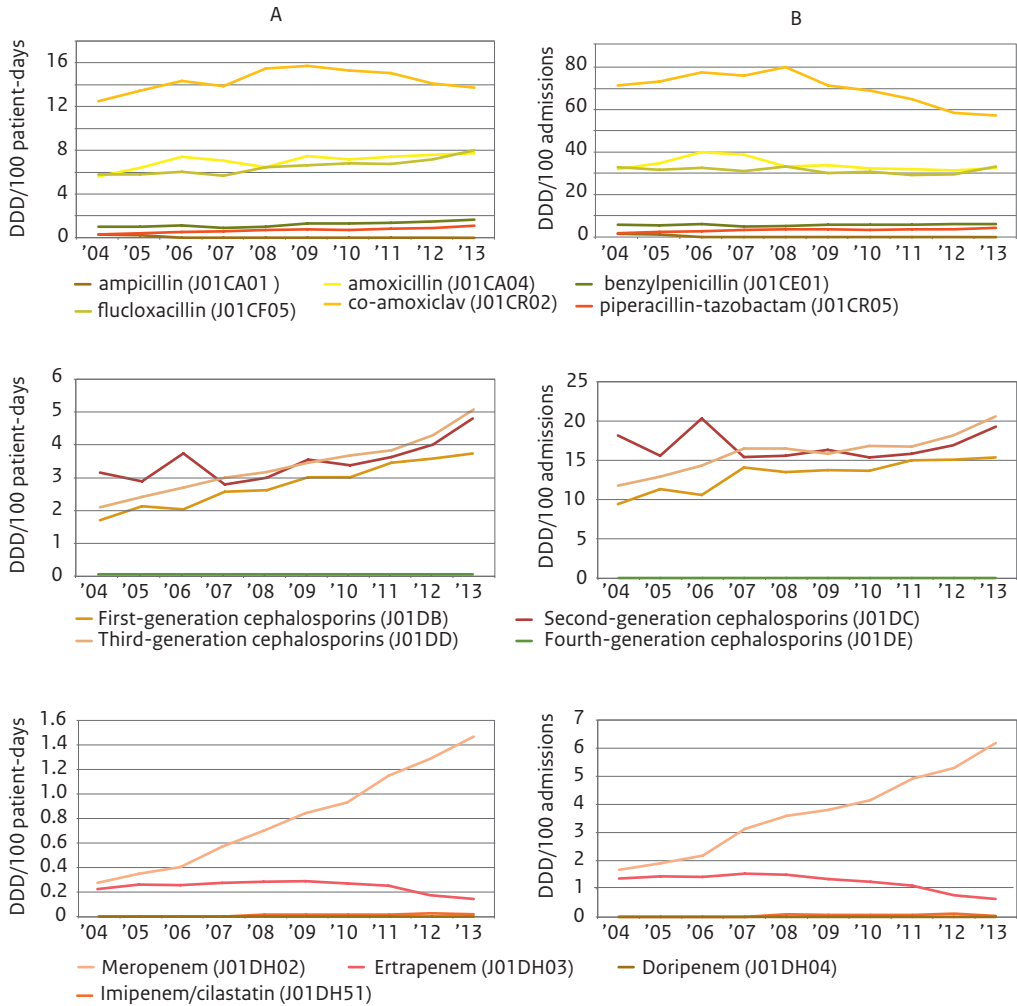 A
B
DDD/100 patient-days
16
12
8
4
0
'04 '05 '06 '07 '08 '09 '10 '11 '12 '13
DDD/100 admissions
80
60
40
20
0
'04 '05 '06 '07 '08 '09 '10 '11 '12 '13
ampicillin (J01CA01 )
amoxicillin (J01CA04)
benzylpenicillin (J01CE01)
flucloxacillin (J01CF05)
co-amoxiclav (J01CR02)
piperacillin-tazobactam (J01CR05)
DDD/100 patient-days
6
5
4
3
2
1
0
'04 '05 '06 '07 '08 '09 '10 '11 '12 '13
DDD/100 admissions
25
20
15
10
5
0
'04 '05 '06 '07 '08 '09 '10 '11 '12 '13
First-generation cephalosporins (J01DB)
Second-generation cephalosporins (J01DC)
Third-generation cephalosporins (J01DD)
Fourth-generation cephalosporins (J01DE)
DDD/100 patient-days
1.6
1.4
1.2
1.0
0.8
0.6
0.4
0.2
0
'04 '05 '06 '07 '08 '09 '10 '11 '12 '13
DDD/100 admissions
7
6
5
4
3
2
1
0
'04 '05 '06 '07 '08 '09 '10 '11 '12 '13
Meropenem (J01DH02)
Ertrapenem (J01DH03)
Doripenem (J01DH04)
Imipenem/cilastatin (J01DH51)